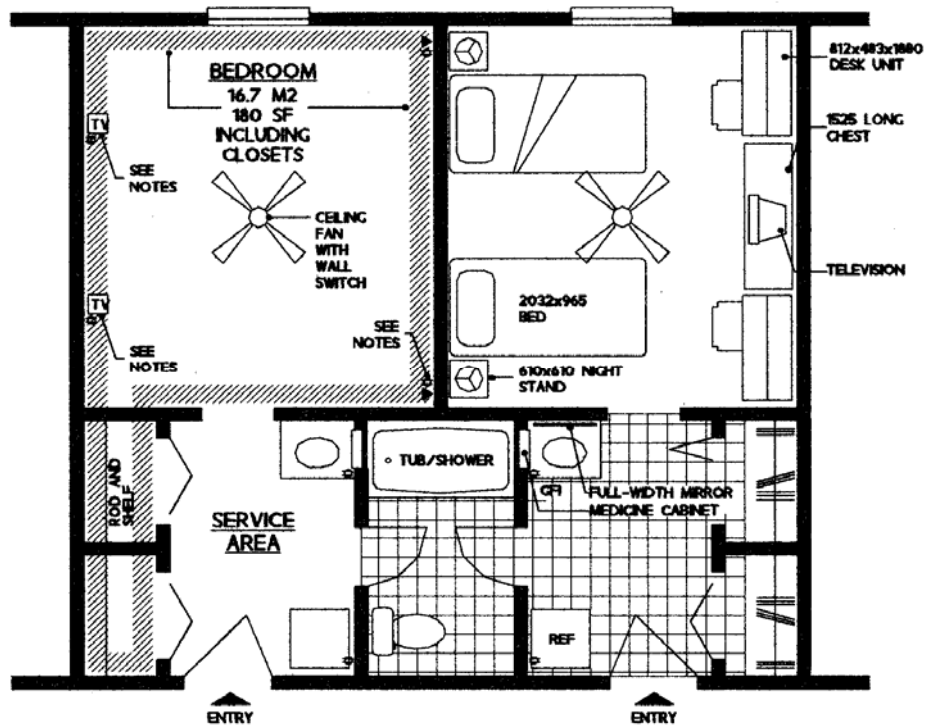 BEDROOM
16.7 M2
180 SF
INCLUDING
CLOSETS
812x483x1880
DESK UNIT
1525 LONG
CHEST
TV
SEE
NOTES
CEILING
FAN
WITH
WALL
SWITCH
TELEVISION
TV
SEE
NOTES
SEE
NOTES
2032x965
BED
610x610 NIGHT
STAND
TUB/SHOWER
GFI
FULL-WIDTH MIRROR
MEDICINE CABINET
ROD AND
SHELF
SERVICE
AREA
REF
ENTRY
ENTRY